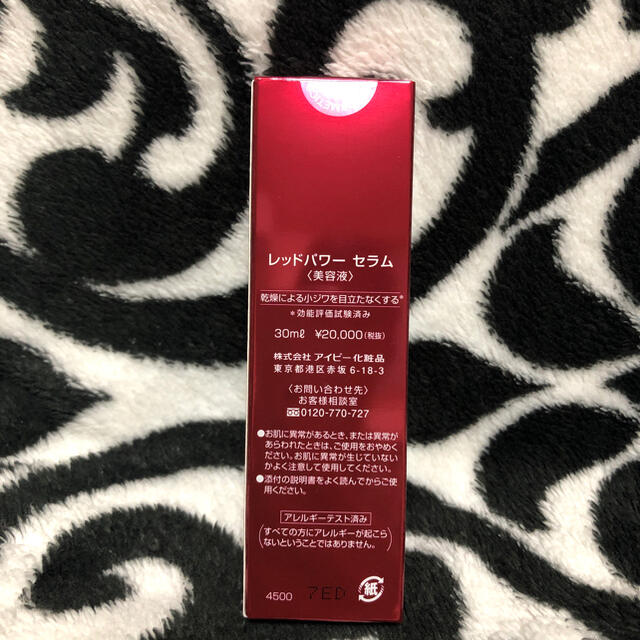 レッドパワー セラム
〈美容液〉
乾燥による小ジワを目立たなくする*
*効能評価試験済み
30mℓ ¥20,000(税抜)
株式会社 アイビー化粧品
東京都港区赤坂 6-18-3
〈お問い合わせ先〉
お客様相談室
0120-770-727
●お肌に異常があるとき、または異常が
あらわれたときは、ご使用をおやめく
ださい。お肌に異常が生じていない
かよく注意して使用してください。
●添付の説明書をよく読んでからご使
用ください。
アレルギーテスト済み
(すべての方にアレルギーが起こら
ないということではありません。)
4500 7ED 紙